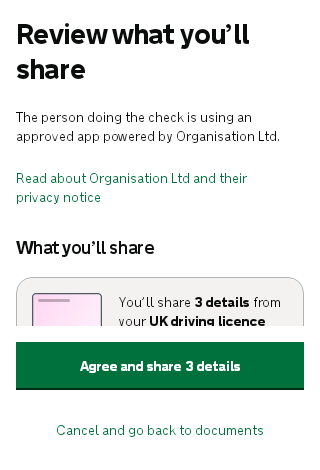 Review what you’ll
share
The person doing the check is using an
approved app powered by Organisation Ltd.
Read about Organisation Ltd and their
privacy notice
What you’ll share
You’ll share 3 details from
your UK driving licence
Agree and share 3 details
Cancel and go back to documents